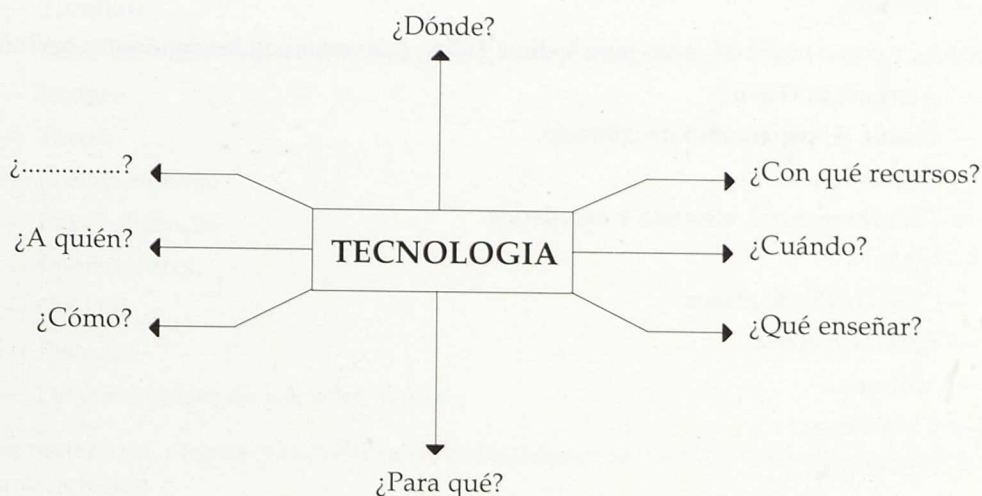 ¿Dónde?
¿...............?
¿Con qué recursos?
¿A quién?
TECNOLOGIA
¿Cuándo?
¿Cómo?
¿Qué enseñar?
¿Para qué?